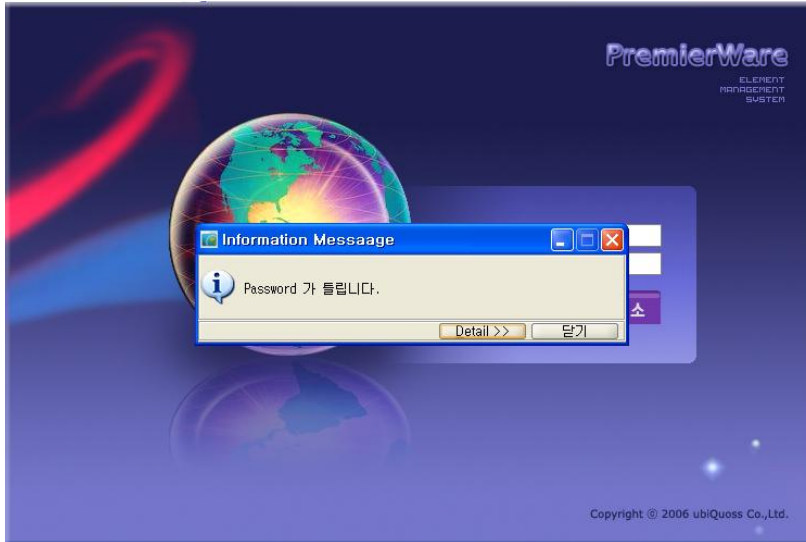 PremierWare
ELEMENT
MANAGEMENT
SYSTEM
Information Messaage
Password 가 틀립니다.
Detail >>
닫기
소
Copyright ⓒ 2006 ubiQuoss Co.,Ltd.